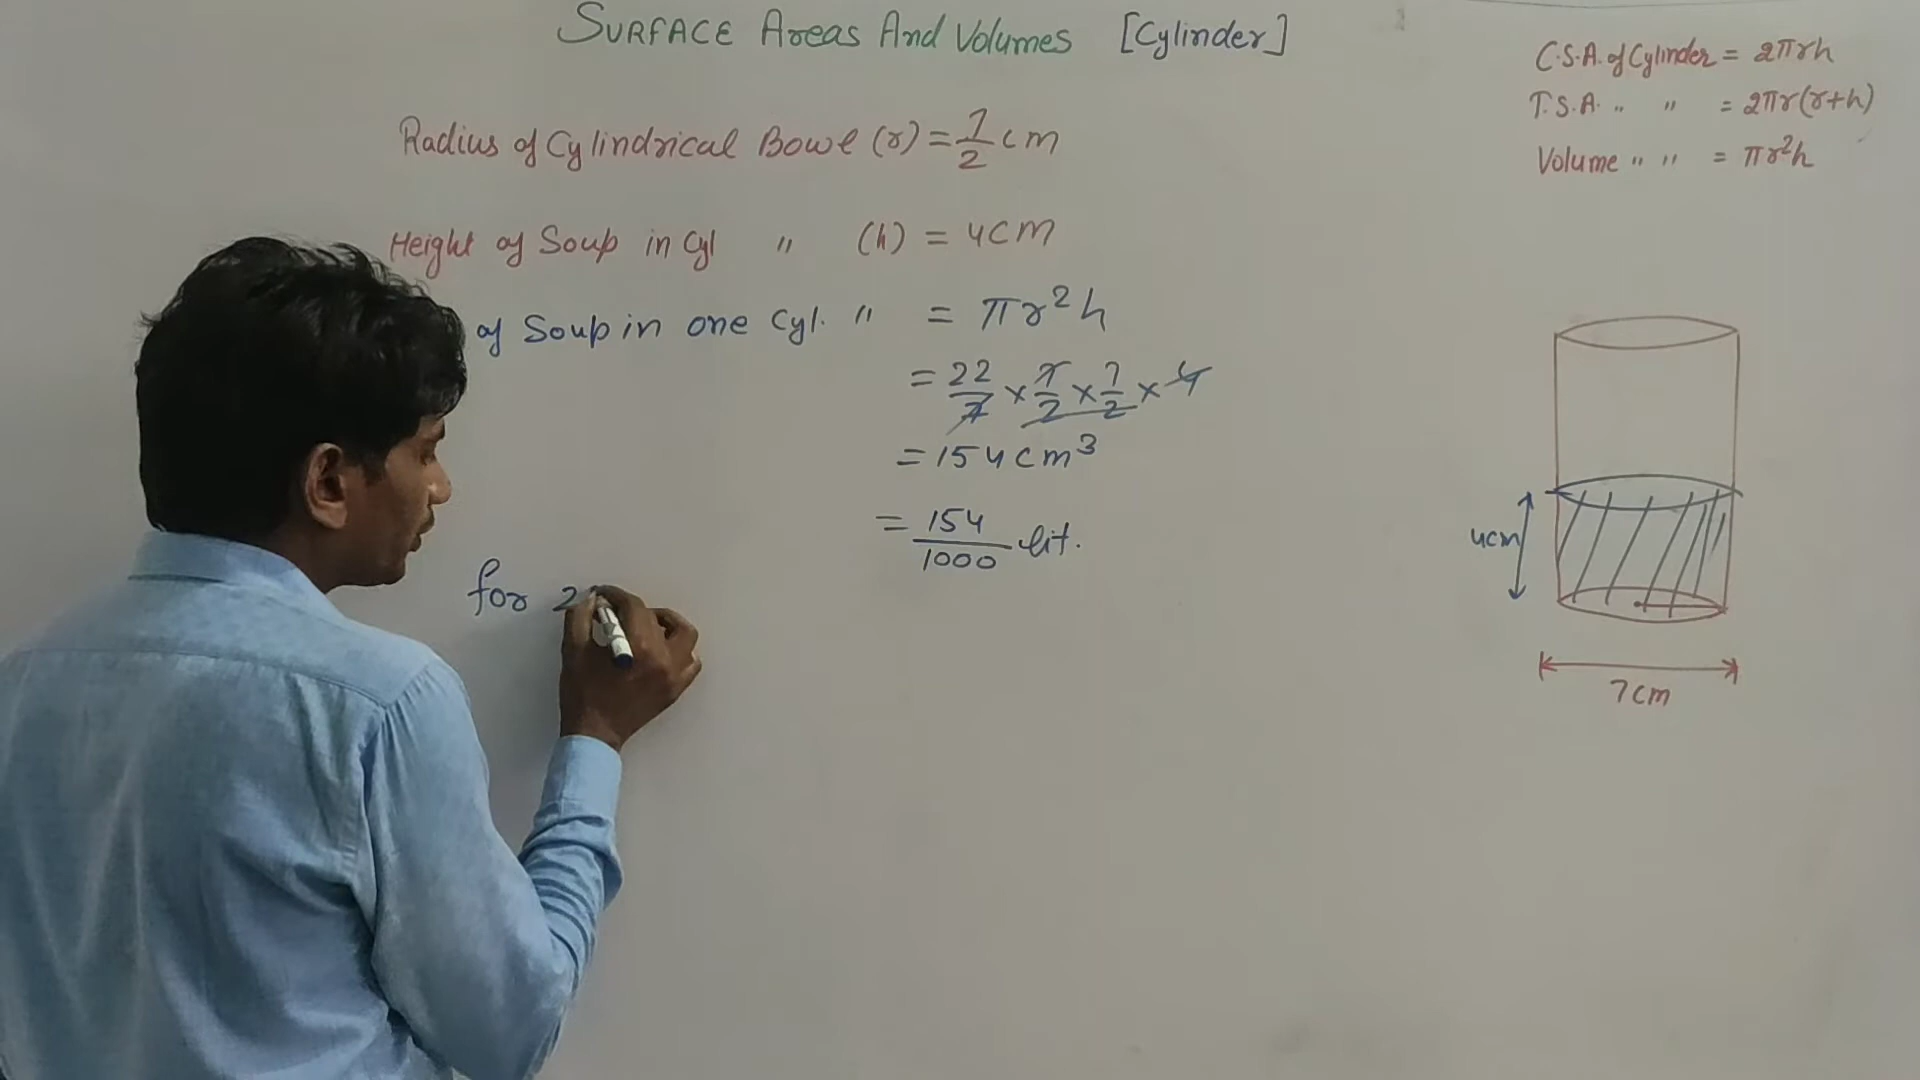 SURFACE Areas And Volumes [Cylinder]
C.S.A. of Cylinder = 2πrh
T.S.A. " " = 2πr(r+h)
Volume " " = πr²h
Radius of Cylindrical Bowl (r) = 7/2 cm
Height of Soup in Cyl " (h) = 4cm
of Soup in one Cyl. " = πr²h
= 22/7 × 7/2 × 7/2 × 4
= 154cm³
= 154/1000 lit.
for 2
4cm
7cm